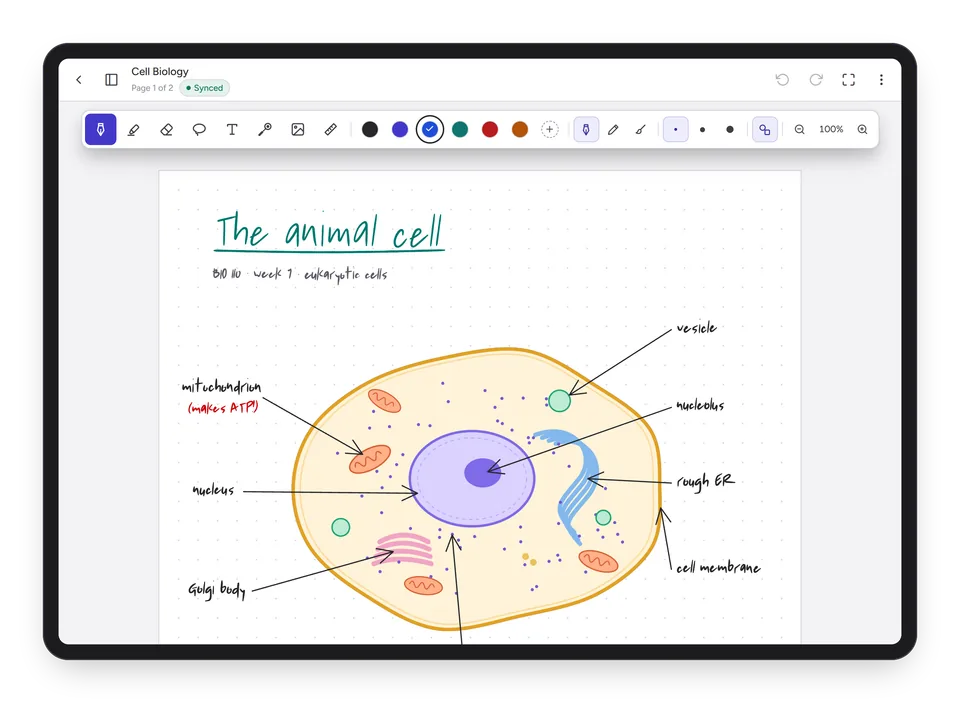 Cell Biology
Page 1 of 2 Synced
100%
The animal cell
BIO 110 · week 7 · eukaryotic cells
vesicle
mitochondrion
(makes ATP!)
nucleolus
rough ER
nucleus
cell membrane
Golgi body